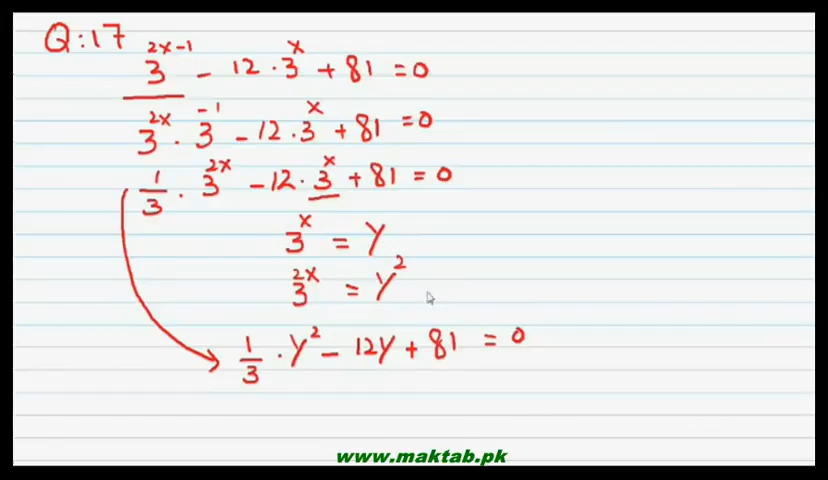 Q:17
3^(2x-1) - 12 · 3^x + 81 = 0
3^(2x) · 3^(-1) - 12 · 3^x + 81 = 0
1/3 · 3^(2x) - 12 · 3^x + 81 = 0
3^x = y
3^(2x) = y^2
1/3 · y^2 - 12y + 81 = 0
www.maktab.pk